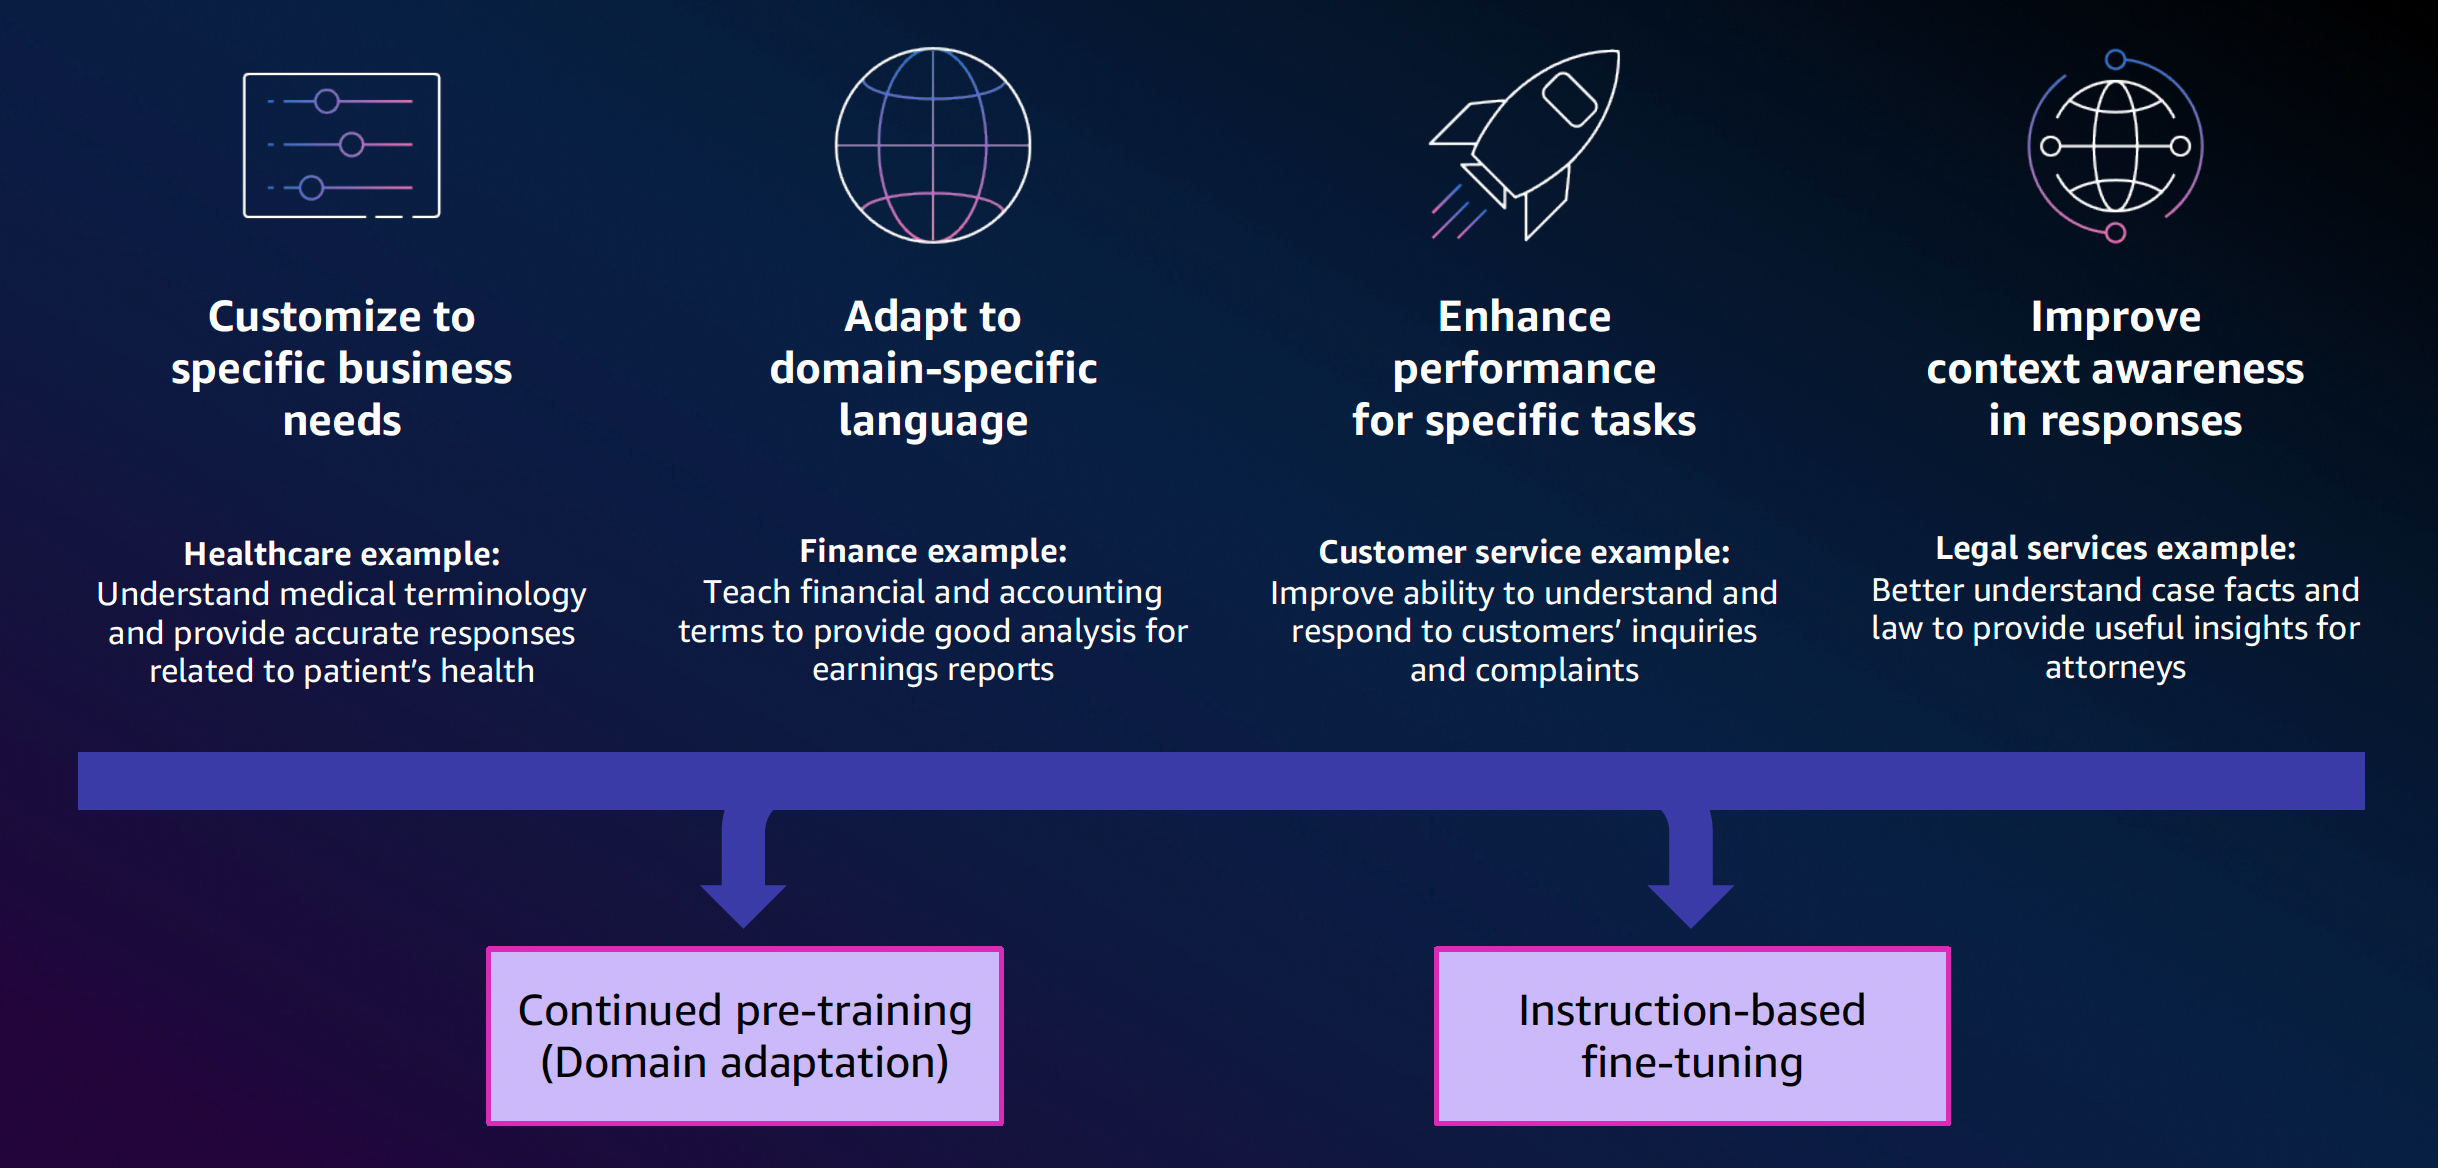 Customize to
specific business
needs
Adapt to
domain-specific
language
Enhance
performance
for specific tasks
Improve
context awareness
in responses
Healthcare example:
Understand medical terminology
and provide accurate responses
related to patient’s health
Finance example:
Teach financial and accounting
terms to provide good analysis for
earnings reports
Customer service example:
Improve ability to understand and
respond to customers’ inquiries
and complaints
Legal services example:
Better understand case facts and
law to provide useful insights for
attorneys
Continued pre-training
(Domain adaptation)
Instruction-based
fine-tuning